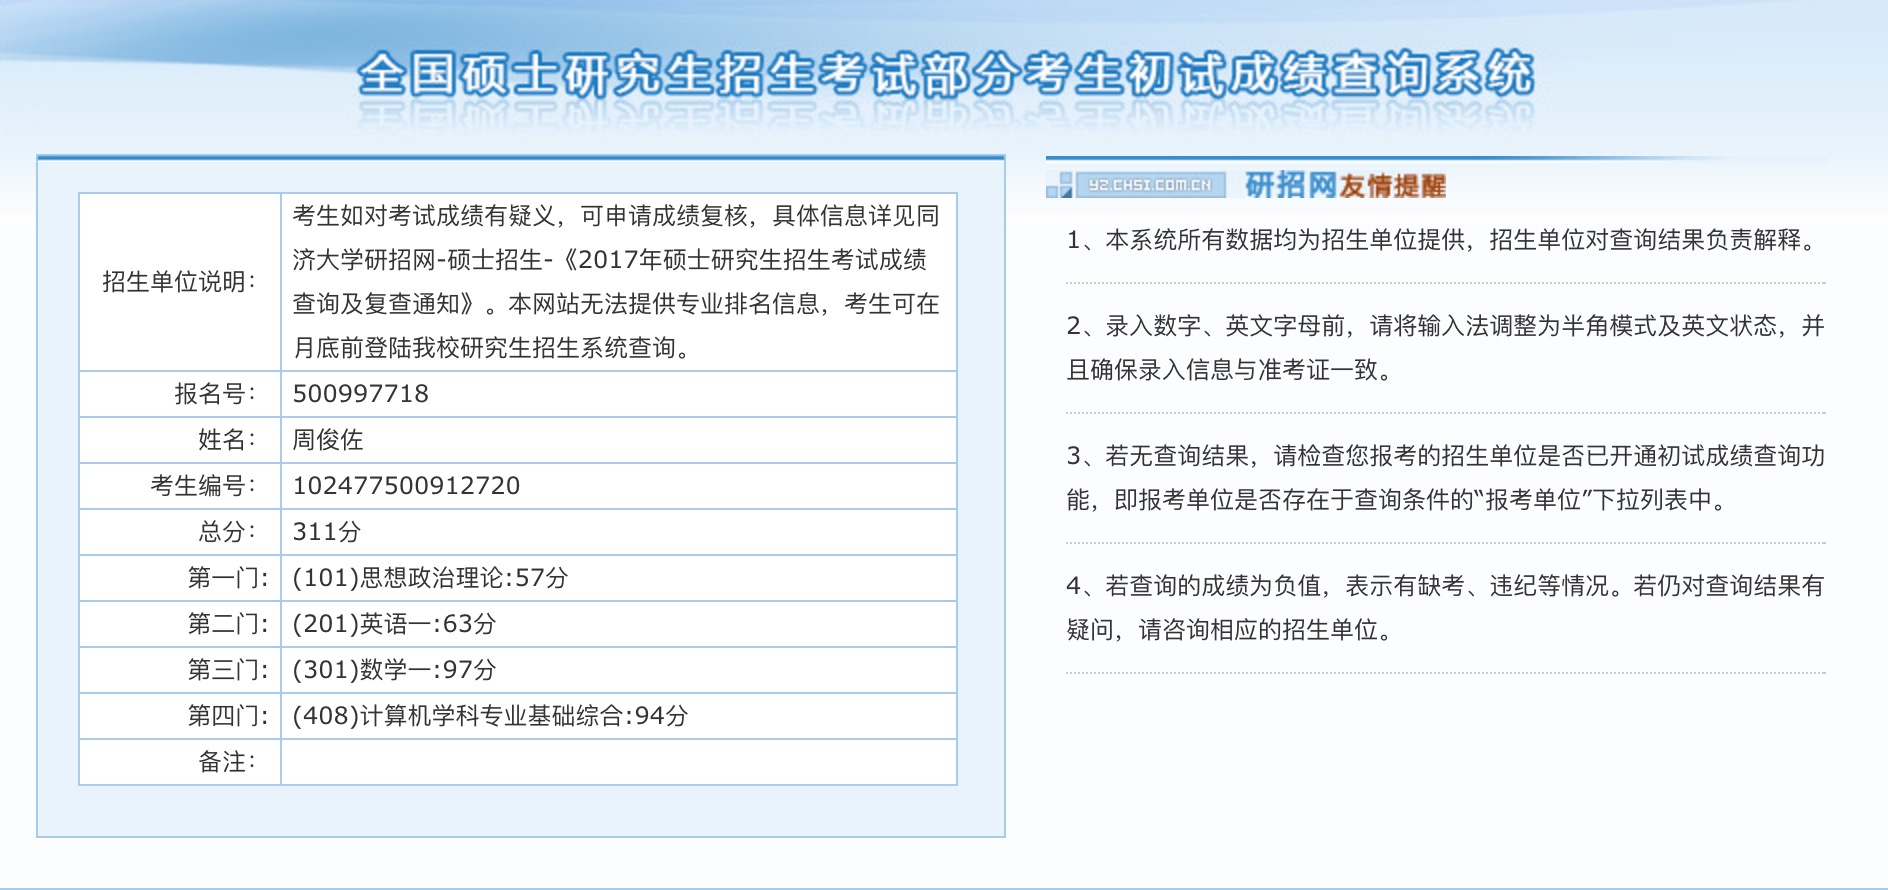 全国硕士研究生招生考试部分考生初试成绩查询系统
招生单位说明：
考生如对考试成绩有疑义，可申请成绩复核，具体信息详见同
济大学研招网-硕士招生-《2017年硕士研究生招生考试成绩
查询及复查通知》。本网站无法提供专业排名信息，考生可在
月底前登陆我校研究生招生系统查询。
报名号： 500997718
姓名： 周俊佐
考生编号： 102477500912720
总分： 311分
第一门: (101)思想政治理论:57分
第二门: (201)英语一:63分
第三门: (301)数学一:97分
第四门: (408)计算机学科专业基础综合:94分
备注：
YZ.CHSI.COM.CN 研招网友情提醒
1、本系统所有数据均为招生单位提供，招生单位对查询结果负责解释。
2、录入数字、英文字母前，请将输入法调整为半角模式及英文状态，并
且确保录入信息与准考证一致。
3、若无查询结果，请检查您报考的招生单位是否已开通初试成绩查询功
能，即报考单位是否存在于查询条件的“报考单位”下拉列表中。
4、若查询的成绩为负值，表示有缺考、违纪等情况。若仍对查询结果有
疑问，请咨询相应的招生单位。